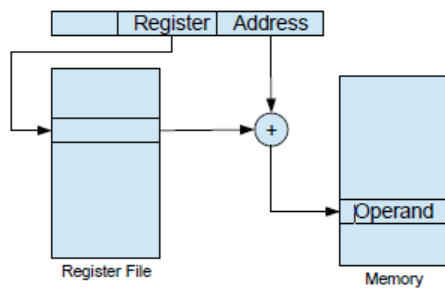 Register Address
+
Operand
Register File
Memory